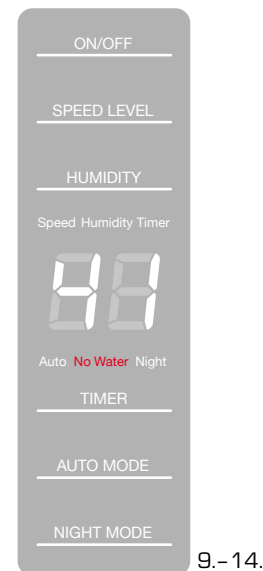 ON/OFF
SPEED LEVEL
HUMIDITY
Speed Humidity Timer
41
Auto No Water Night
TIMER
AUTO MODE
NIGHT MODE
9.–14.